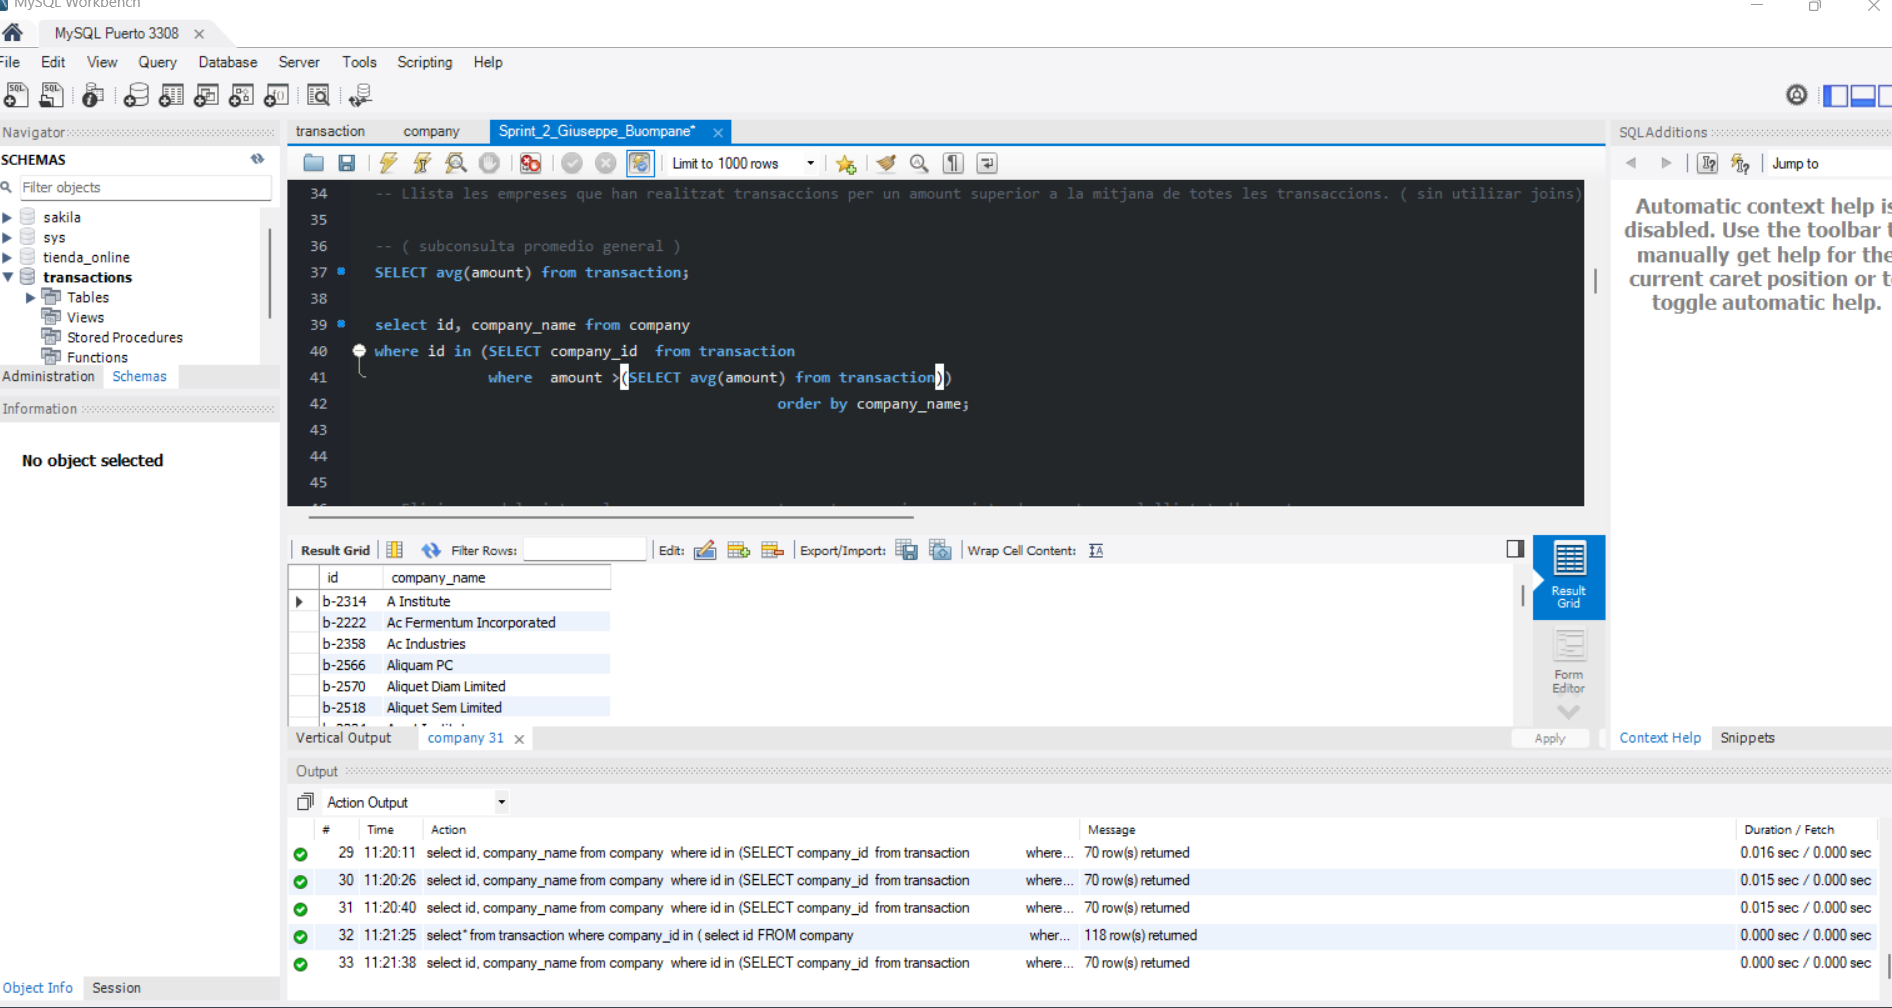 MySQL Workbench
MySQL Puerto 3308
File Edit View Query Database Server Tools Scripting Help
Navigator
SCHEMAS
Filter objects
sakila
sys
tienda_online
transactions
Tables
Views
Stored Procedures
Functions
Administration Schemas
Information
No object selected
Object Info Session
transaction company Sprint_2_Giuseppe_Buompane*
Limit to 1000 rows
34 -- Llista les empreses que han realitzat transaccions per un amount superior a la mitjana de totes les transaccions. ( sin utilizar joins)
35
36 -- ( subconsulta promedio general )
37 SELECT avg(amount) from transaction;
38
39 select id, company_name from company
40 where id in (SELECT company_id from transaction
41 where amount >(SELECT avg(amount) from transaction))
42 order by company_name;
43
44
45
Result Grid Filter Rows: Edit: Export/Import: Wrap Cell Content:
id company_name
b-2314 A Institute
b-2222 Ac Fermentum Incorporated
b-2358 Ac Industries
b-2566 Aliquam PC
b-2570 Aliquet Diam Limited
b-2518 Aliquet Sem Limited
Result Grid
Form Editor
Vertical Output company 31 Apply
SQLAdditions
Jump to
Automatic context help is
disabled. Use the toolbar t
manually get help for the
current caret position or to
toggle automatic help.
Context Help Snippets
Output
Action Output
# Time Action Message Duration / Fetch
29 11:20:11 select id, company_name from company where id in (SELECT company_id from transaction where... 70 row(s) returned 0.016 sec / 0.000 sec
30 11:20:26 select id, company_name from company where id in (SELECT company_id from transaction where... 70 row(s) returned 0.015 sec / 0.000 sec
31 11:20:40 select id, company_name from company where id in (SELECT company_id from transaction where... 70 row(s) returned 0.015 sec / 0.000 sec
32 11:21:25 select* from transaction where company_id in ( select id FROM company wher... 118 row(s) returned 0.000 sec / 0.000 sec
33 11:21:38 select id, company_name from company where id in (SELECT company_id from transaction where... 70 row(s) returned 0.000 sec / 0.000 sec